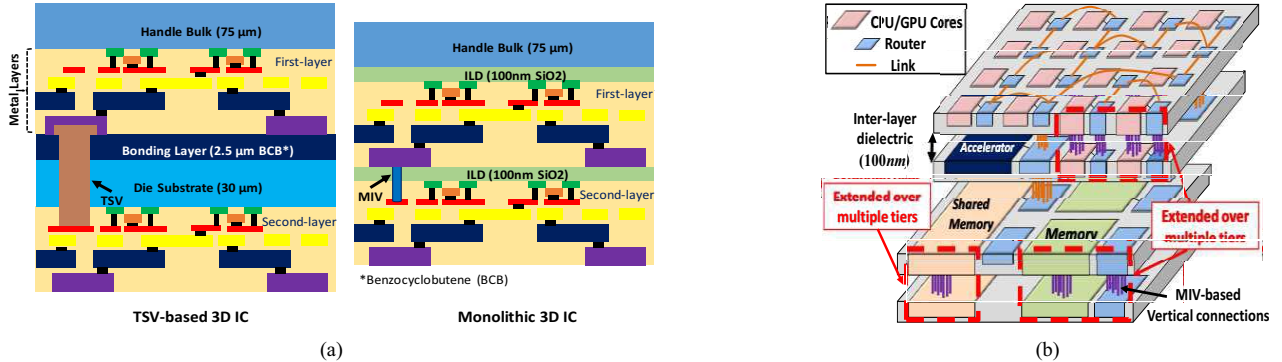 Handle Bulk (75 µm)
First-layer
Metal Layers
Bonding Layer (2.5 µm BCB*)
Die Substrate (30 µm)
TSV
Second-layer
TSV-based 3D IC
Handle Bulk (75 µm)
ILD (100nm SiO2)
First-layer
ILD (100nm SiO2)
MIV
Second-layer
*Benzocyclobutene (BCB)
Monolithic 3D IC
(a)
CPU/GPU Cores
Router
Link
Inter-layer
dielectric
(100nm)
Accelerator
Extended over
multiple tiers
Shared
Memory
Memory
Extended over
multiple tiers
MIV-based
Vertical connections
(b)